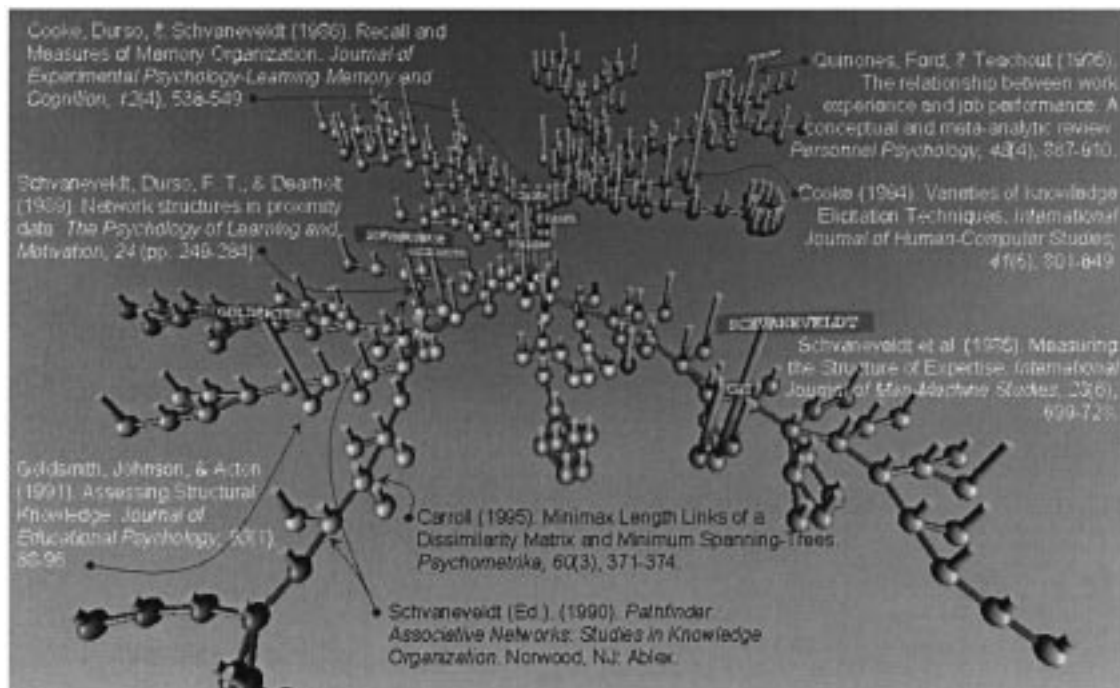 Cooke, Durso, & Schvaneveldt (1986). Recall and
Measures of Memory Organization. Journal of
Experimental Psychology-Learning Memory and
Cognition, 12(4), 538-549
Quinones, Ford, & Teachout (1995).
The relationship between work
experience and job performance: A
conceptual and meta-analytic review
Personnel Psychology, 48(4), 887-910.
Schvaneveldt, Durso, F. T., & Dearholt
(1989). Network structures in proximity
data. The Psychology of Learning and
Motivation, 24 (pp. 249-284)
Cooke (1994). Varieties of Knowledge
Elicitation Techniques, International
Journal of Human-Computer Studies
41(6), 801-849
GOLDSMITH
SCHVANEVELDT
Schvaneveldt et al. (1985). Measuring
the Structure of Expertise. International
Journal of Man-Machine Studies, 23(6)
699-728
Goldsmith, Johnson, & Acton
(1991). Assessing Structural
Knowledge. Journal of
Educational Psychology, 83(1)
88-96
Carroll (1995). Minimax Length Links of a
Dissimilarity Matrix and Minimum Spanning-Trees
Psychometrika, 60(3), 371-374.
Schvaneveldt (Ed.). (1990). Pathfinder
Associative Networks: Studies in Knowledge
Organization. Norwood, NJ: Ablex.